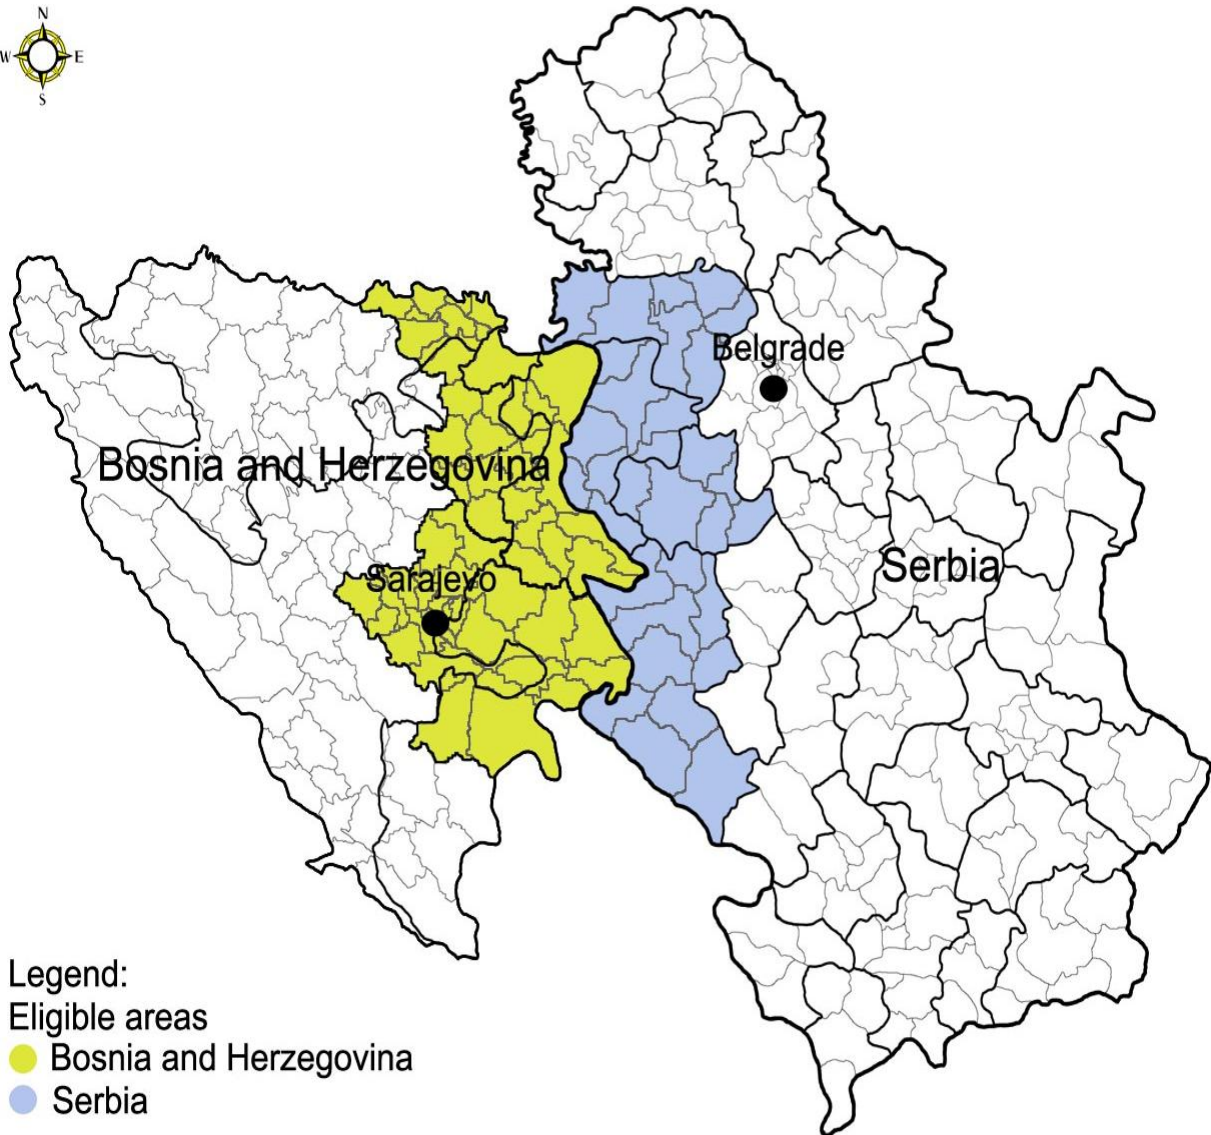 N
W E
S
Belgrade
Bosnia and Herzegovina
Serbia
Sarajevo
Legend:
Eligible areas
Bosnia and Herzegovina
Serbia